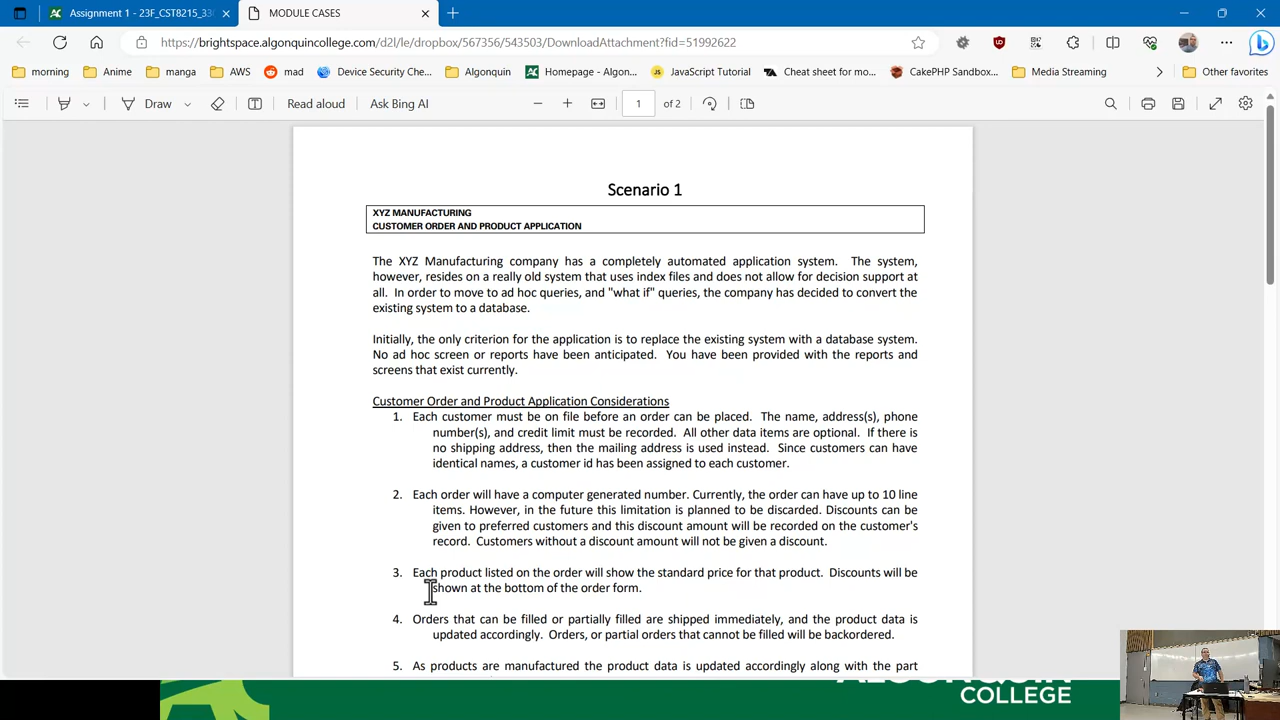 Assignment 1 - 23F_CST8215_33
MODULE CASES
https://brightspace.algonquincollege.com/d2l/le/dropbox/567356/543503/DownloadAttachment?fid=51992622
morning
Anime
manga
AWS
mad
Device Security Che...
Algonquin
Homepage - Algon...
JavaScript Tutorial
Cheat sheet for mo...
CakePHP Sandbox...
Media Streaming
Other favorites
Draw
Read aloud
Ask Bing AI
1
of 2
Scenario 1
XYZ MANUFACTURING
CUSTOMER ORDER AND PRODUCT APPLICATION
The XYZ Manufacturing company has a completely automated application system. The system,
however, resides on a really old system that uses index files and does not allow for decision support at
all. In order to move to ad hoc queries, and "what if" queries, the company has decided to convert the
existing system to a database.
Initially, the only criterion for the application is to replace the existing system with a database system.
No ad hoc screen or reports have been anticipated. You have been provided with the reports and
screens that exist currently.
Customer Order and Product Application Considerations
1. Each customer must be on file before an order can be placed. The name, address(s), phone
number(s), and credit limit must be recorded. All other data items are optional. If there is
no shipping address, then the mailing address is used instead. Since customers can have
identical names, a customer id has been assigned to each customer.
2. Each order will have a computer generated number. Currently, the order can have up to 10 line
items. However, in the future this limitation is planned to be discarded. Discounts can be
given to preferred customers and this discount amount will be recorded on the customer's
record. Customers without a discount amount will not be given a discount.
3. Each product listed on the order will show the standard price for that product. Discounts will be
shown at the bottom of the order form.
4. Orders that can be filled or partially filled are shipped immediately, and the product data is
updated accordingly. Orders, or partial orders that cannot be filled will be backordered.
5. As products are manufactured the product data is updated accordingly along with the part
ALGONQUIN
COLLEGE